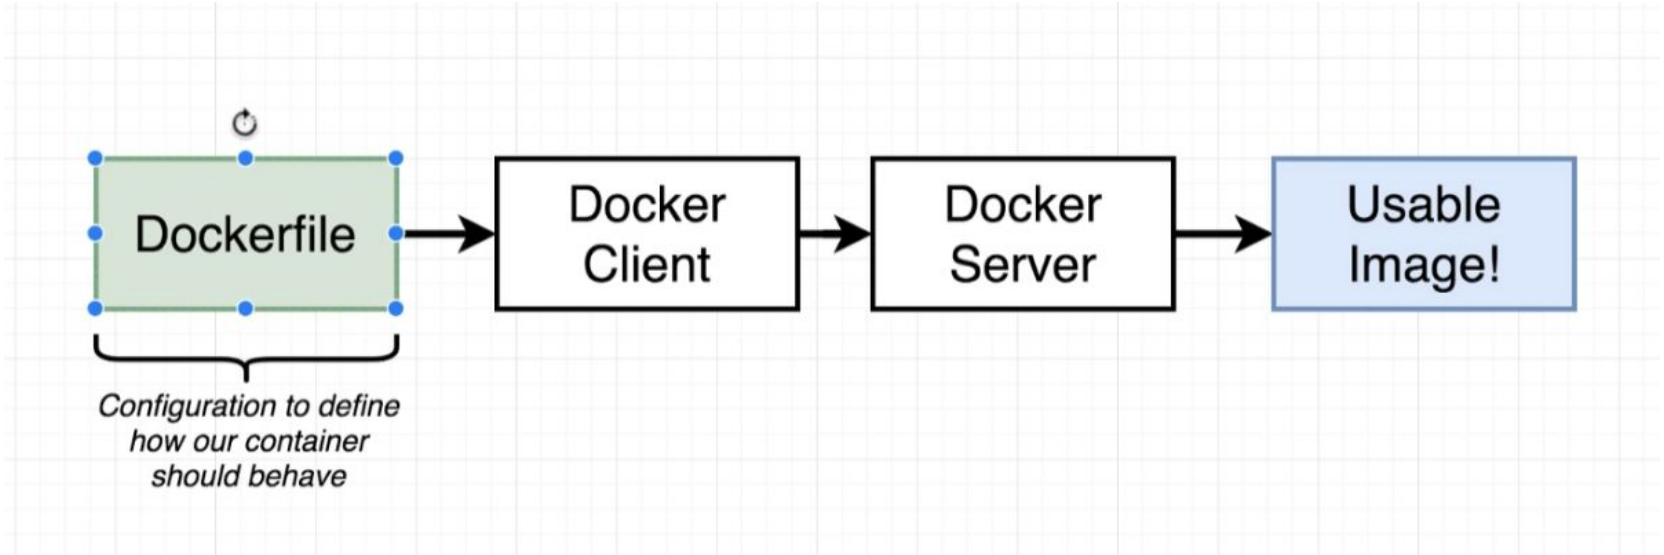 Dockerfile
Docker
Client
Docker
Server
Usable
Image!
Configuration to define
how our container
should behave